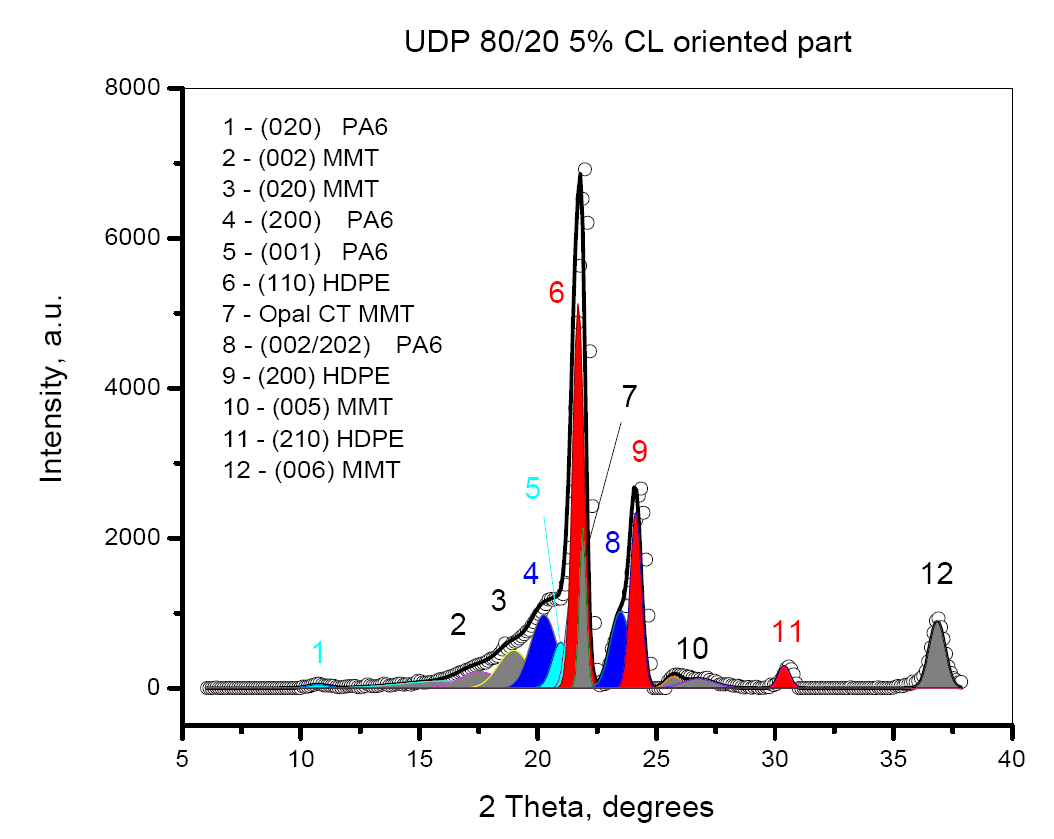 UDP 80/20 5% CL oriented part
8000
6000
4000
2000
0
Intensity, a.u.
1 - (020) PA6
2 - (002) MMT
3 - (020) MMT
4 - (200) PA6
5 - (001) PA6
6 - (110) HDPE
7 - Opal CT MMT
8 - (002/202) PA6
9 - (200) HDPE
10 - (005) MMT
11 - (210) HDPE
12 - (006) MMT
1
2
3
4
5
6
7
8
9
10
11
12
5 10 15 20 25 30 35 40
2 Theta, degrees